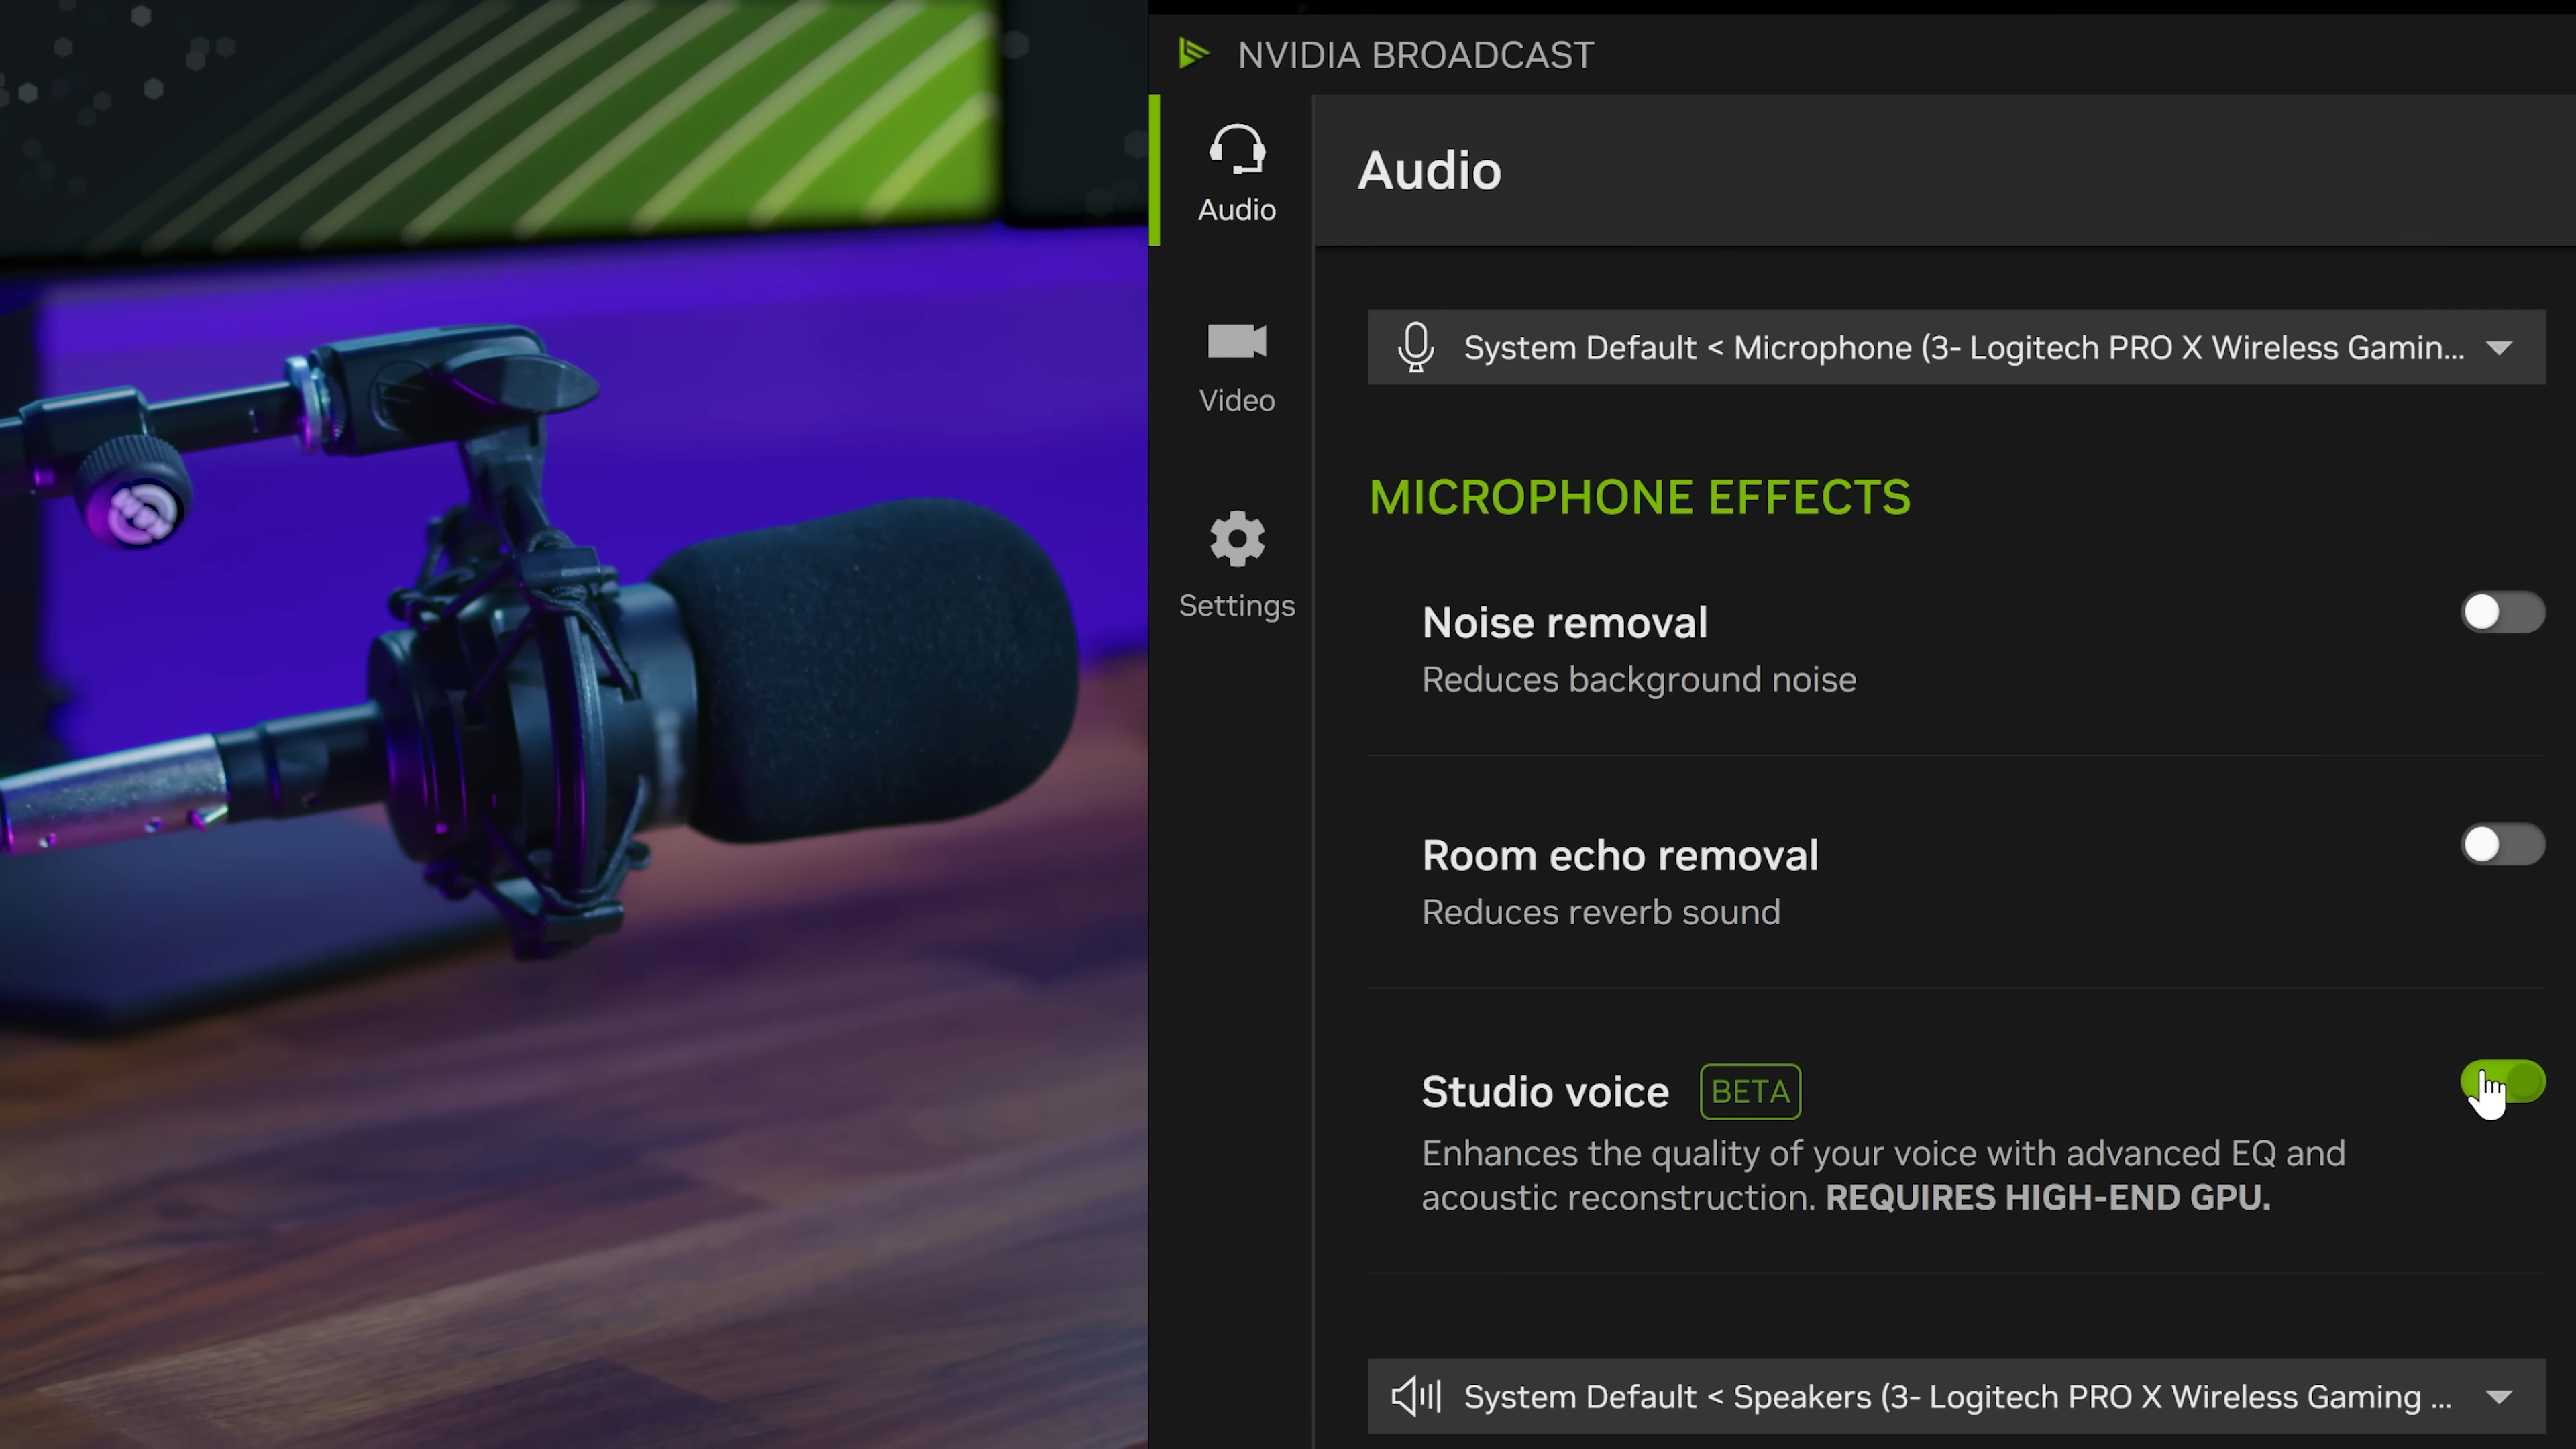 NVIDIA BROADCAST
Audio
Video
Settings
Audio
System Default < Microphone (3- Logitech PRO X Wireless Gamin...
MICROPHONE EFFECTS
Noise removal
Reduces background noise
Room echo removal
Reduces reverb sound
Studio voice BETA
Enhances the quality of your voice with advanced EQ and
acoustic reconstruction. REQUIRES HIGH-END GPU.
System Default < Speakers (3- Logitech PRO X Wireless Gaming ...